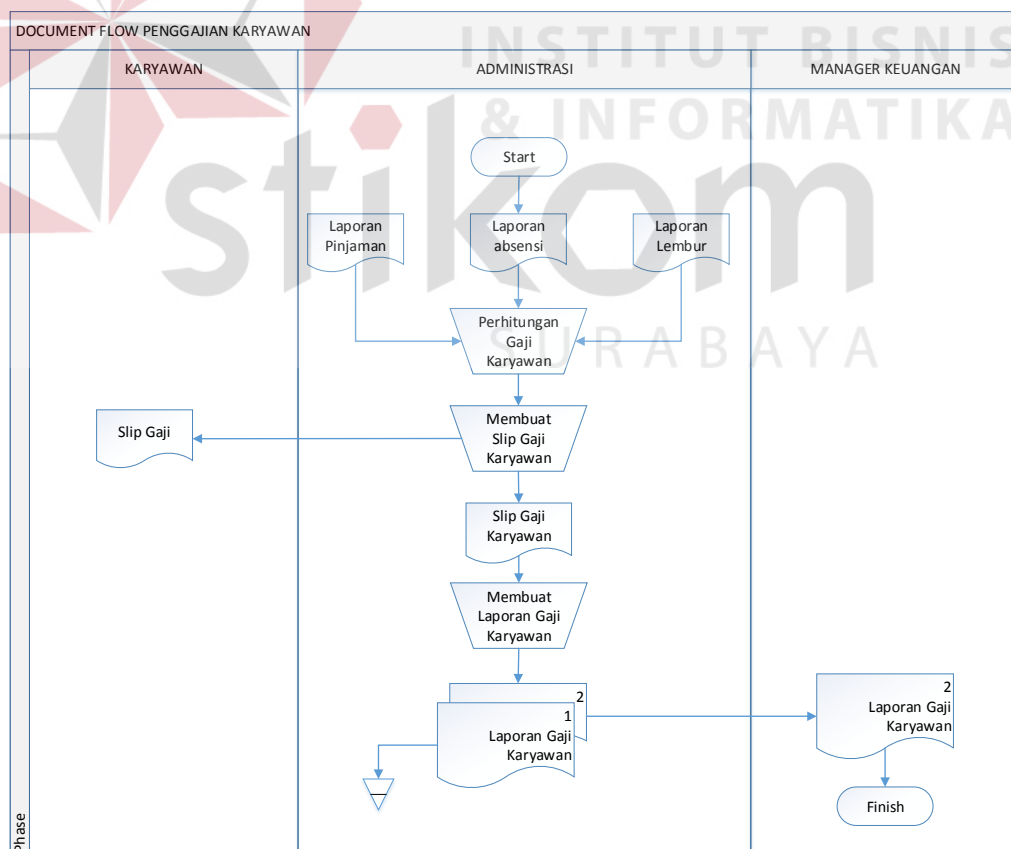 DOCUMENT FLOW PENGGAJIAN KARYAWAN
INSTITUT BISNIS
& INFORMATIKA
stikom
SURABAYA
KARYAWAN
ADMINISTRASI
MANAGER KEUANGAN
Start
Laporan
Pinjaman
Laporan
absensi
Laporan
Lembur
Perhitungan
Gaji
Karyawan
Slip Gaji
Membuat
Slip Gaji
Karyawan
Slip Gaji
Karyawan
Membuat
Laporan Gaji
Karyawan
2
1
Laporan Gaji
Karyawan
2
Laporan Gaji
Karyawan
Finish
Phase